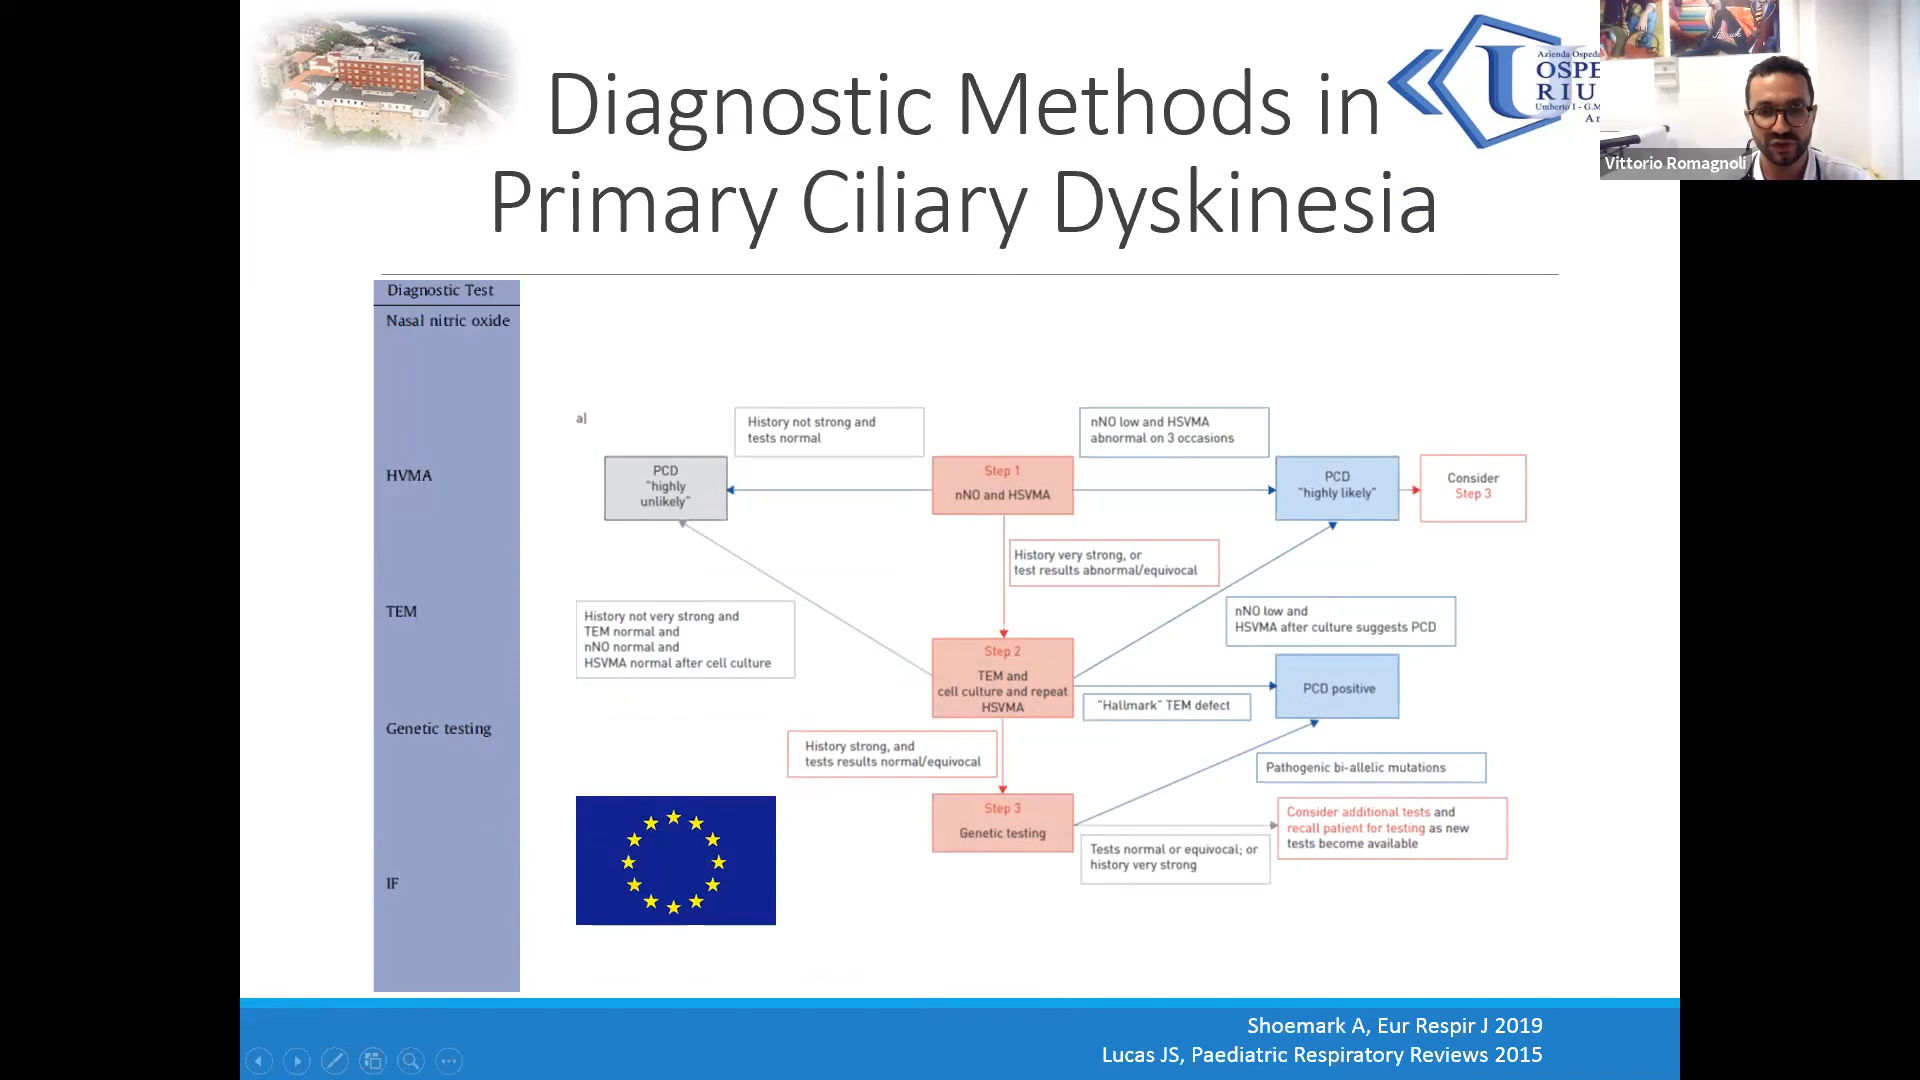 Diagnostic Methods in
Primary Ciliary Dyskinesia
Azienda Ospeda
OSPE
RIU
Umberto I - G.M
Vittorio Romagnoli
Diagnostic Test
Nasal nitric oxide
HVMA
TEM
Genetic testing
IF
a)
History not strong and
tests normal
nNO low and HSVMA
abnormal on 3 occasions
PCD
"highly
unlikely"
Step 1
nNO and HSVMA
PCD
"highly likely"
Consider
Step 3
History very strong, or
test results abnormal/equivocal
History not very strong and
TEM normal and
nNO normal and
HSVMA normal after cell culture
Step 2
TEM and
cell culture and repeat
HSVMA
nNO low and
HSVMA after culture suggests PCD
PCD positive
"Hallmark" TEM defect
History strong, and
tests results normal/equivocal
Pathogenic bi-allelic mutations
Step 3
Genetic testing
Consider additional tests and
recall patient for testing as new
tests become available
Tests normal or equivocal; or
history very strong
Shoemark A, Eur Respir J 2019
Lucas JS, Paediatric Respiratory Reviews 2015